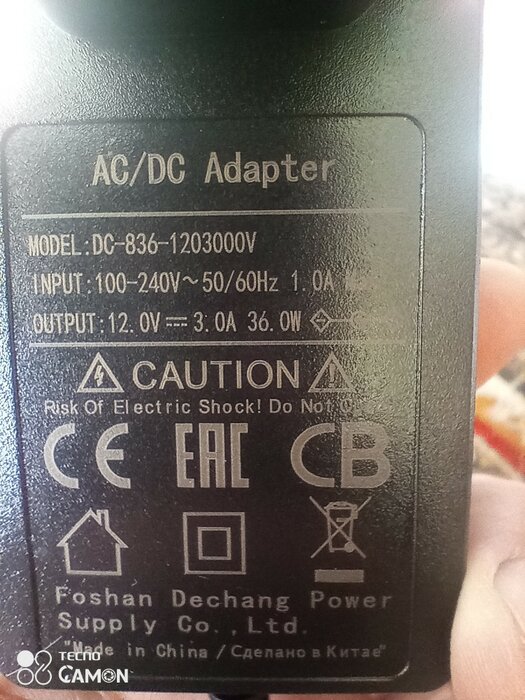 AC/DC Adapter
MODEL:DC-836-1203000V
INPUT:100-240V~50/60Hz 1.0A
OUTPUT:12.0V⎓3.0A 36.0W
CAUTION
Risk Of Electric Shock! Do Not
CE EAC CB
Foshan Dechang Power
Supply Co.,Ltd.
"Made in China / Сделано в Китае"
TECNO
CAMON